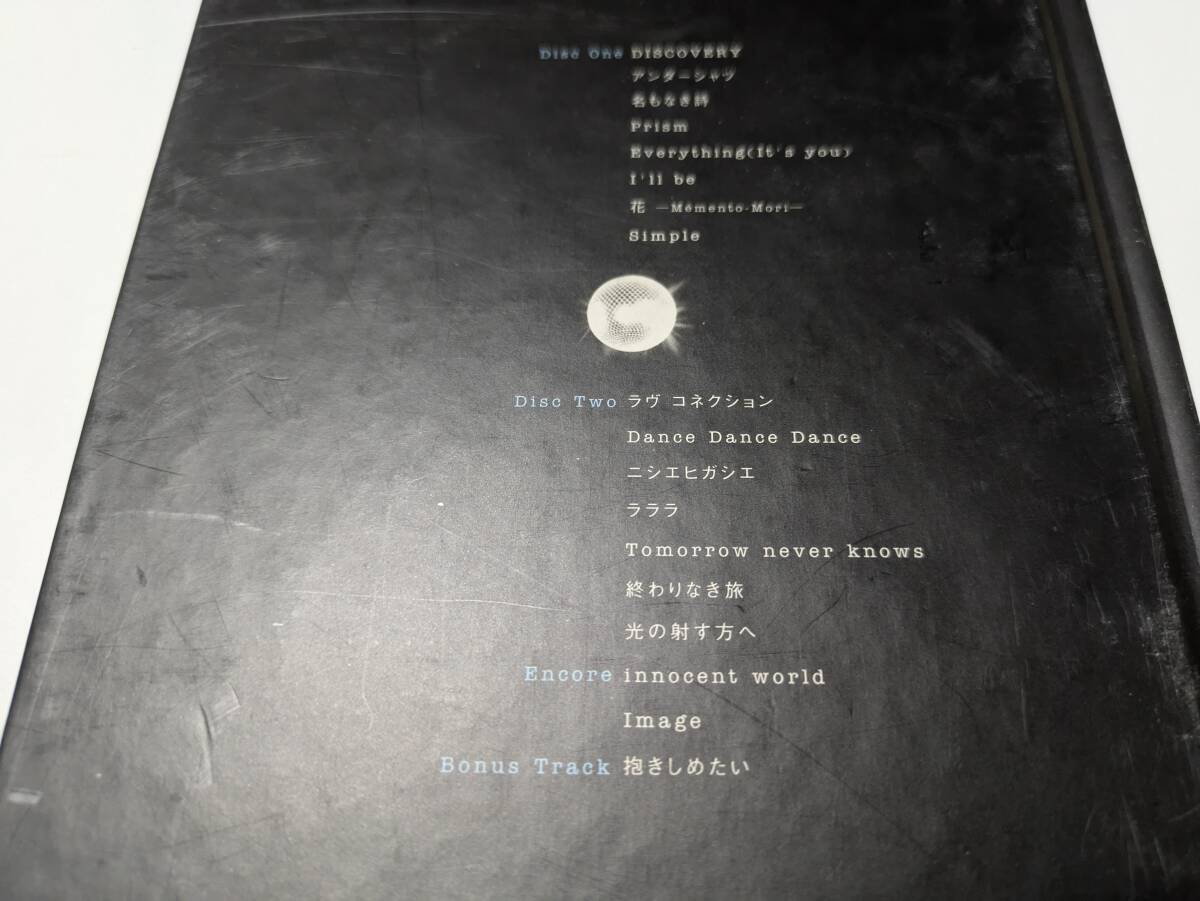 Disc One DISCOVERY
アンダーシャツ
名もなき詩
Prism
Everything(It's you)
I'll be
花 —Mémento-Mori—
Simple
Disc Two ラヴ コネクション
Dance Dance Dance
ニシエヒガシエ
ラララ
Tomorrow never knows
終わりなき旅
光の射す方へ
Encore innocent world
Image
Bonus Track 抱きしめたい